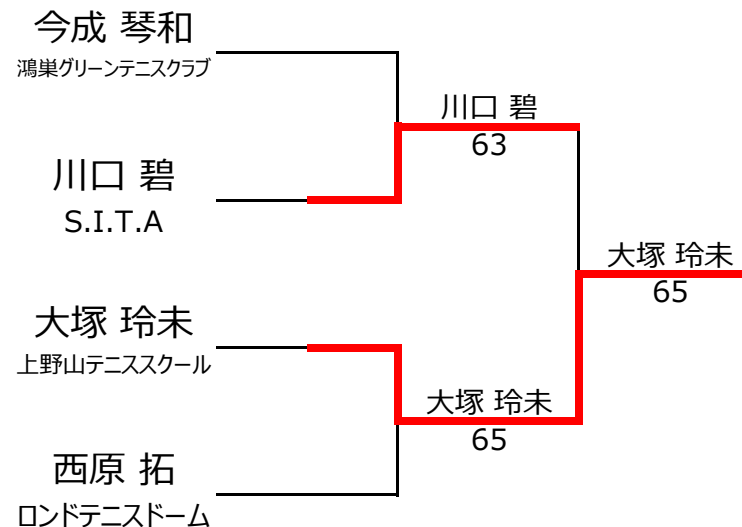 今成 琴和
鴻巣グリーンテニスクラブ
川口 碧
63
川口 碧
S.I.T.A
大塚 玲未
65
大塚 玲未
上野山テニススクール
大塚 玲未
65
西原 拓
ロンドテニスドーム